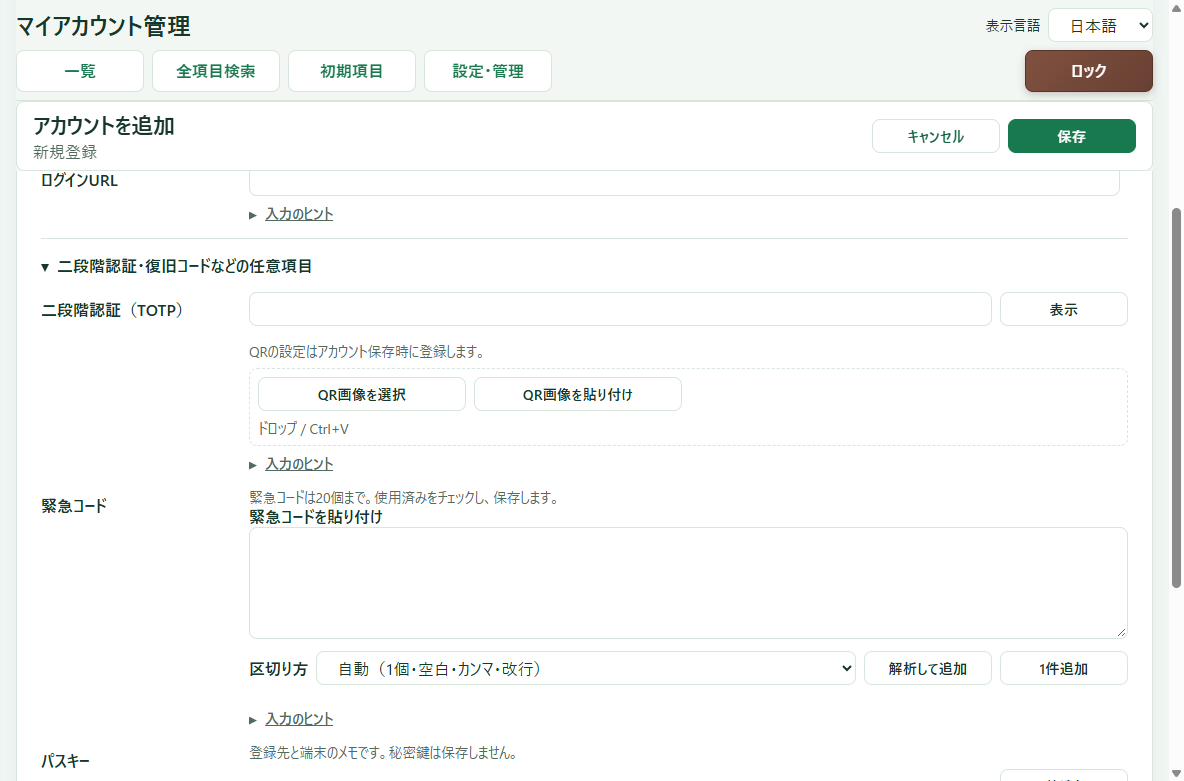 マイアカウント管理
表示言語 日本語
一覧 全項目検索 初期項目 設定・管理 ロック
アカウントを追加
新規登録
キャンセル 保存
ログインURL
▶ 入力のヒント
▼ 二段階認証・復旧コードなどの任意項目
二段階認証（TOTP） 表示
QRの設定はアカウント保存時に登録します。
QR画像を選択 QR画像を貼り付け
ドロップ / Ctrl+V
▶ 入力のヒント
緊急コード
緊急コードは20個まで。使用済みをチェックし、保存します。
緊急コードを貼り付け
区切り方 自動（1個・空白・カンマ・改行） 解析して追加 1件追加
▶ 入力のヒント
パスキー
登録先と端末のメモです。秘密鍵は保存しません。